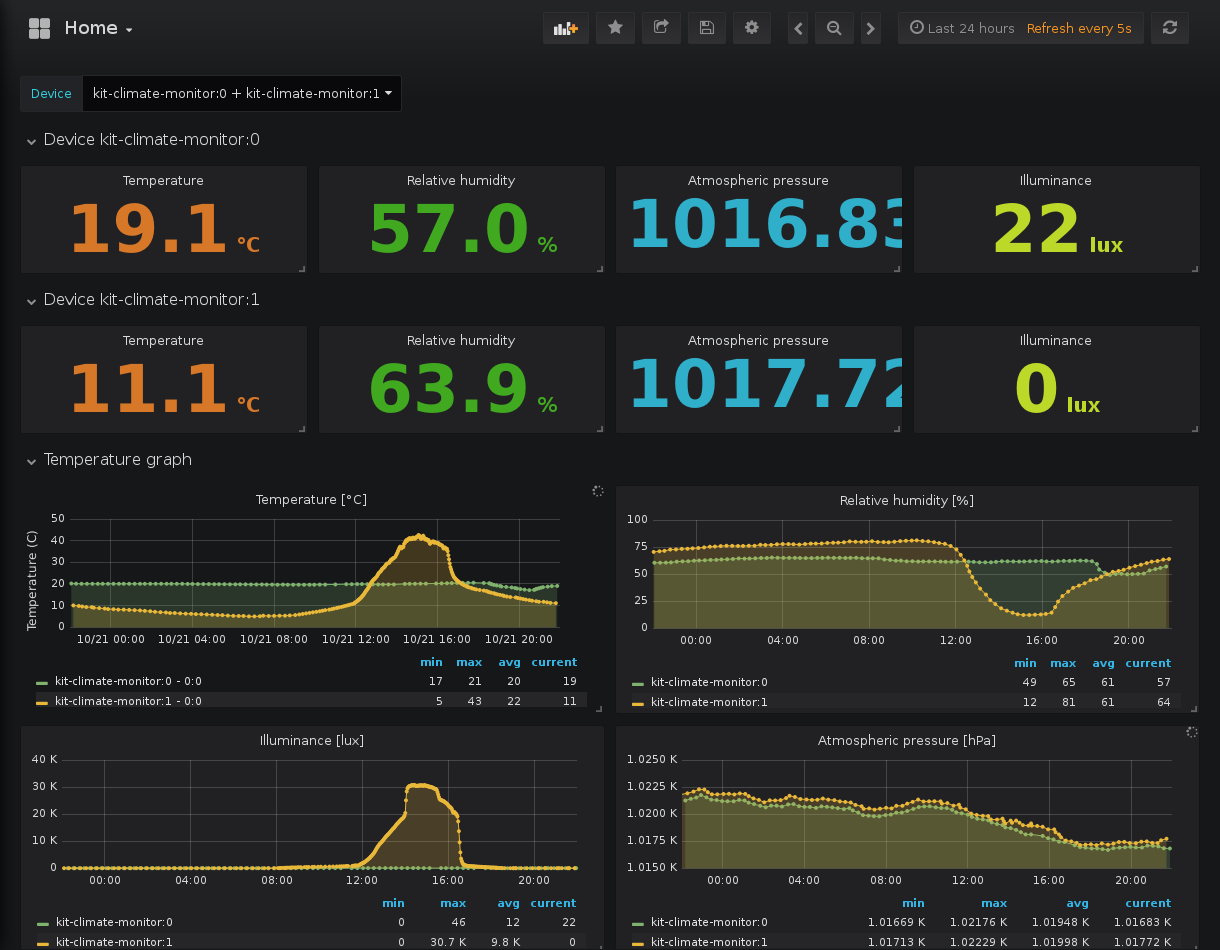 Home
Last 24 hours Refresh every 5s
Device kit-climate-monitor:0 + kit-climate-monitor:1
Device kit-climate-monitor:0
Temperature
19.1 °C
Relative humidity
57.0 %
Atmospheric pressure
1016.83
Illuminance
22 lux
Device kit-climate-monitor:1
Temperature
11.1 °C
Relative humidity
63.9 %
Atmospheric pressure
1017.72
Illuminance
0 lux
Temperature graph
Temperature [°C]
Temperature (C)
50
40
30
20
10
0
10/21 00:00 10/21 04:00 10/21 08:00 10/21 12:00 10/21 16:00 10/21 20:00
min max avg current
kit-climate-monitor:0 - 0:0 17 21 20 19
kit-climate-monitor:1 - 0:0 5 43 22 11
Relative humidity [%]
100
75
50
25
0
00:00 04:00 08:00 12:00 16:00 20:00
min max avg current
kit-climate-monitor:0 49 65 61 57
kit-climate-monitor:1 12 81 61 64
Illuminance [lux]
40 K
30 K
20 K
10 K
0
00:00 04:00 08:00 12:00 16:00 20:00
min max avg current
kit-climate-monitor:0 0 46 12 22
kit-climate-monitor:1 0 30.7 K 9.8 K 0
Atmospheric pressure [hPa]
1.0250 K
1.0225 K
1.0200 K
1.0175 K
1.0150 K
00:00 04:00 08:00 12:00 16:00 20:00
min max avg current
kit-climate-monitor:0 1.01669 K 1.02176 K 1.01948 K 1.01683 K
kit-climate-monitor:1 1.01713 K 1.02229 K 1.01998 K 1.01772 K